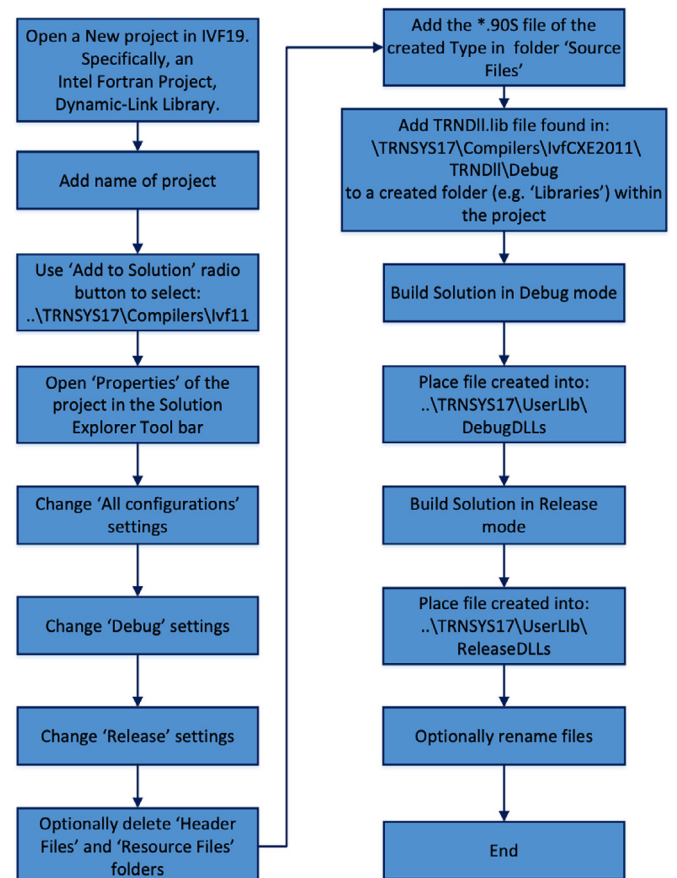 Open a New project in IVF19.
Specifically, an
Intel Fortran Project,
Dynamic-Link Library.
Add name of project
Use ‘Add to Solution’ radio
button to select:
..\TRNSYS17\Compilers\Ivf11
Open ‘Properties’ of the
project in the Solution
Explorer Tool bar
Change ‘All configurations’
settings
Change ‘Debug’ settings
Change ‘Release’ settings
Optionally delete ‘Header
Files’ and ‘Resource Files’
folders
Add the *.90S file of the
created Type in folder ‘Source
Files’
Add TRNDll.lib file found in:
\TRNSYS17\Compilers\IvfCXE2011\
TRNDll\Debug
to a created folder (e.g. ‘Libraries’) within
the project
Build Solution in Debug mode
Place file created into:
..\TRNSYS17\UserLIb\
DebugDLLs
Build Solution in Release
mode
Place file created into:
..\TRNSYS17\UserLIb\
ReleaseDLLs
Optionally rename files
End